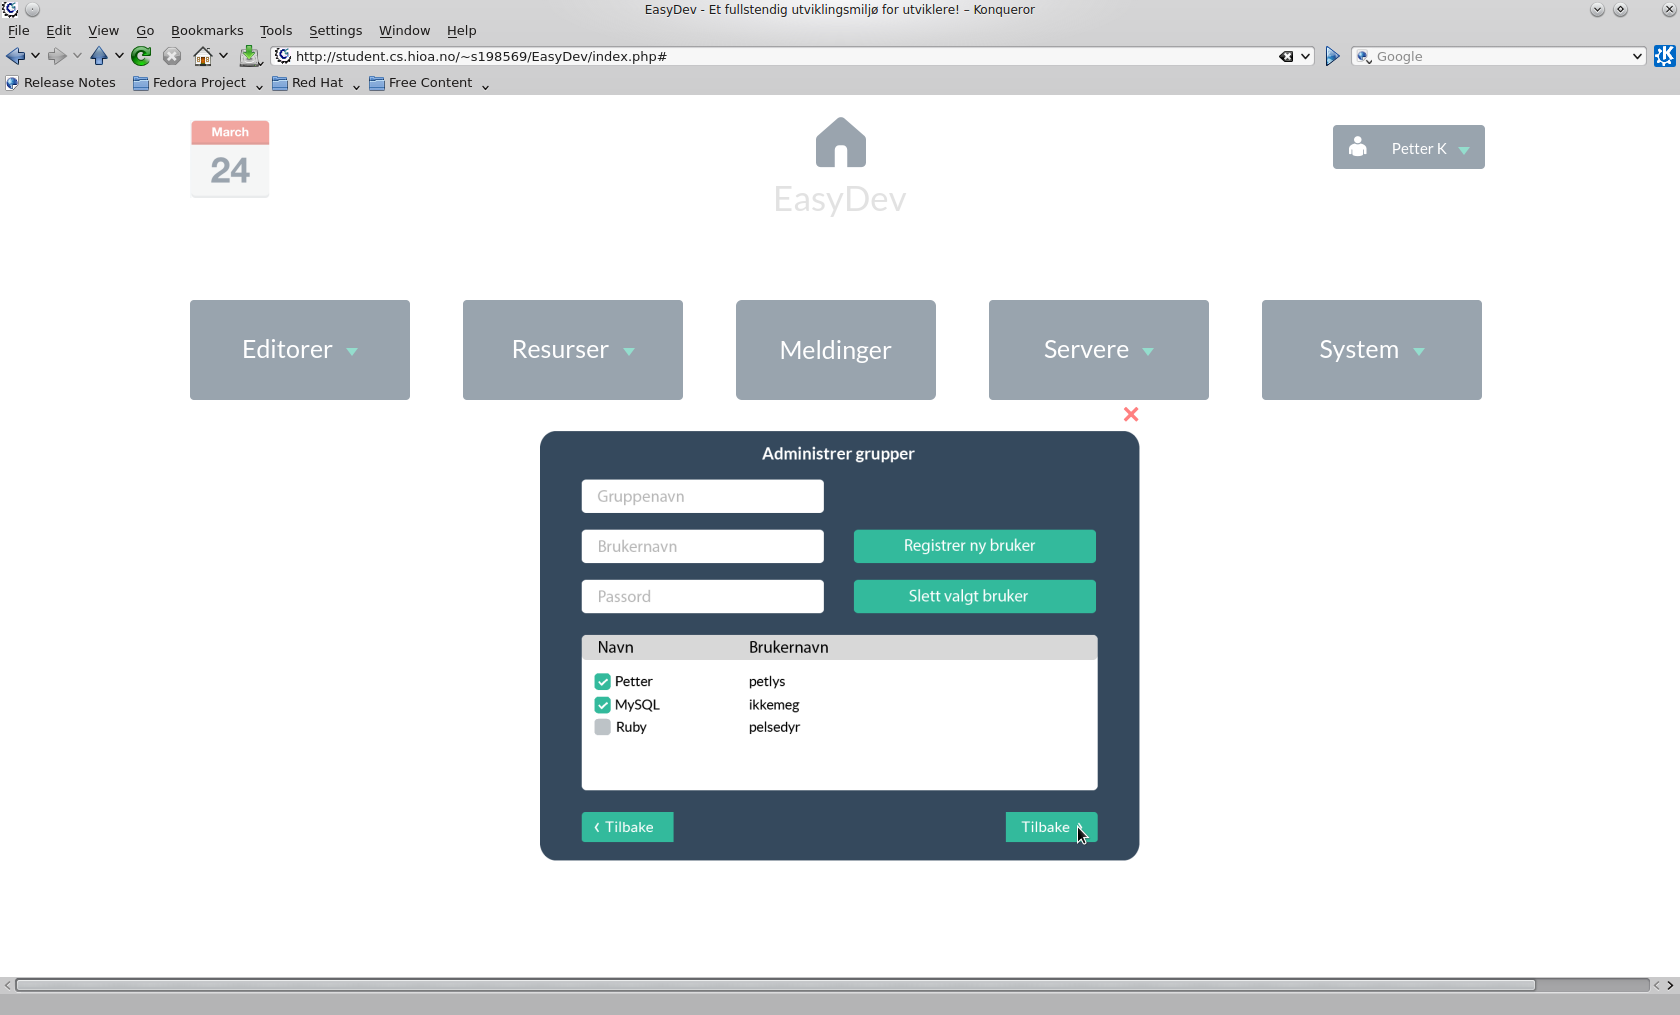 EasyDev - Et fullstendig utviklingsmiljø for utviklere! – Konqueror
File Edit View Go Bookmarks Tools Settings Window Help
http://student.cs.hioa.no/~s198569/EasyDev/index.php# Google
Release Notes Fedora Project Red Hat Free Content
March
24
EasyDev
Petter K
Editorer Resurser Meldinger Servere System
Administrer grupper
Gruppenavn
Brukernavn Registrer ny bruker
Passord Slett valgt bruker
Navn Brukernavn
Petter petlys
MySQL ikkemeg
Ruby pelsedyr
‹ Tilbake Tilbake